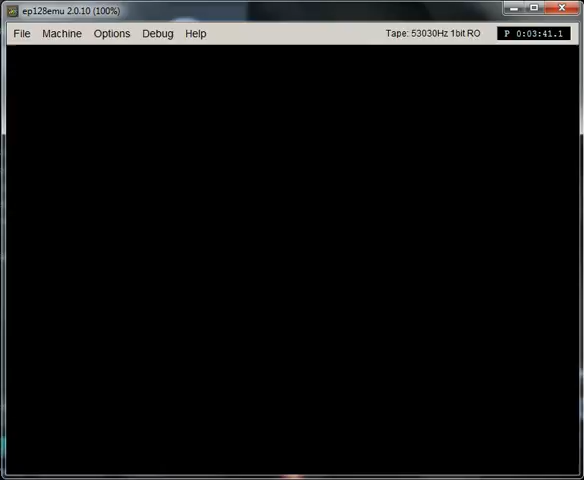 ep128emu 2.0.10 (100%)
File Machine Options Debug Help Tape: 53030Hz 1bit RO P 0:03:41.1